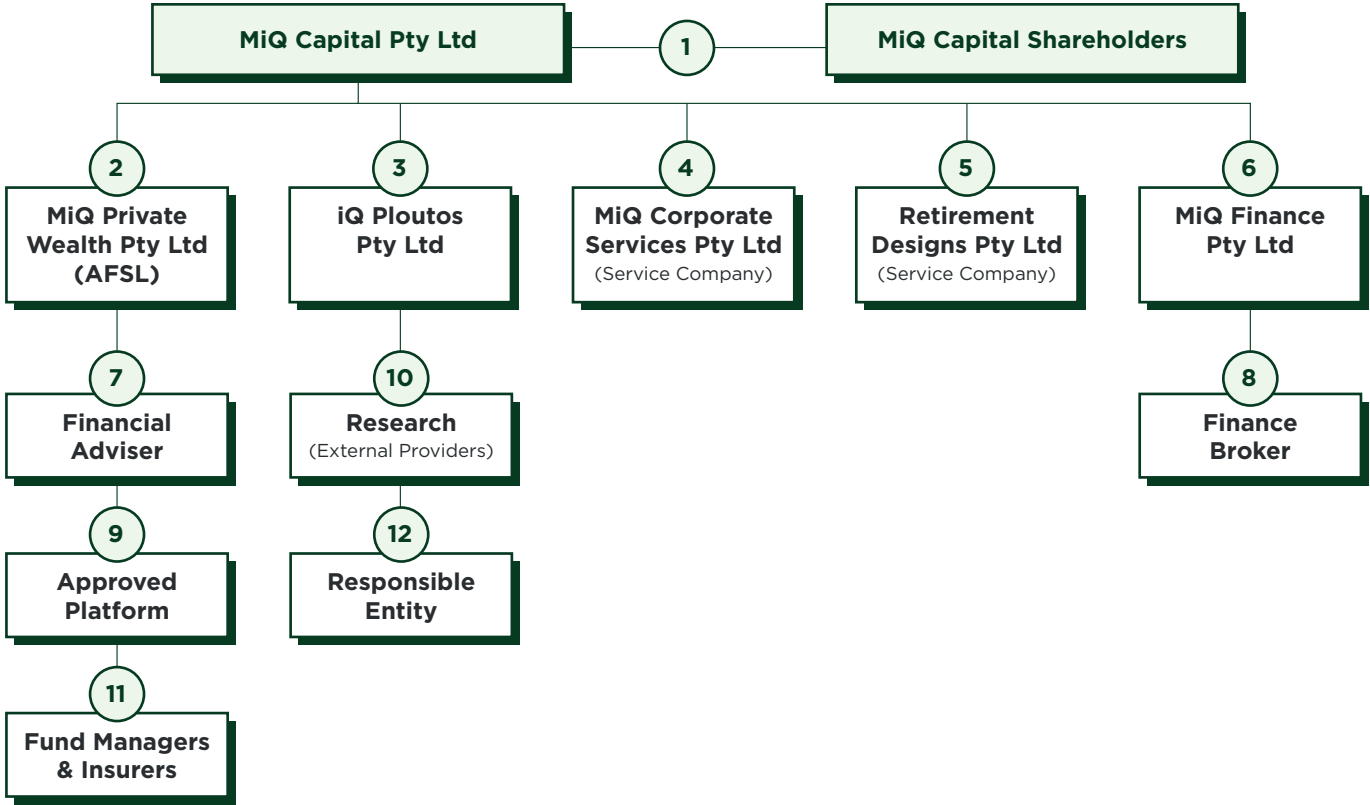 MiQ Capital Pty Ltd
1
MiQ Capital Shareholders
2
MiQ Private
Wealth Pty Ltd
(AFSL)
3
iQ Ploutos
Pty Ltd
4
MiQ Corporate
Services Pty Ltd
(Service Company)
5
Retirement
Designs Pty Ltd
(Service Company)
6
MiQ Finance
Pty Ltd
7
Financial
Adviser
10
Research
(External Providers)
8
Finance
Broker
9
Approved
Platform
12
Responsible
Entity
11
Fund Managers
& Insurers